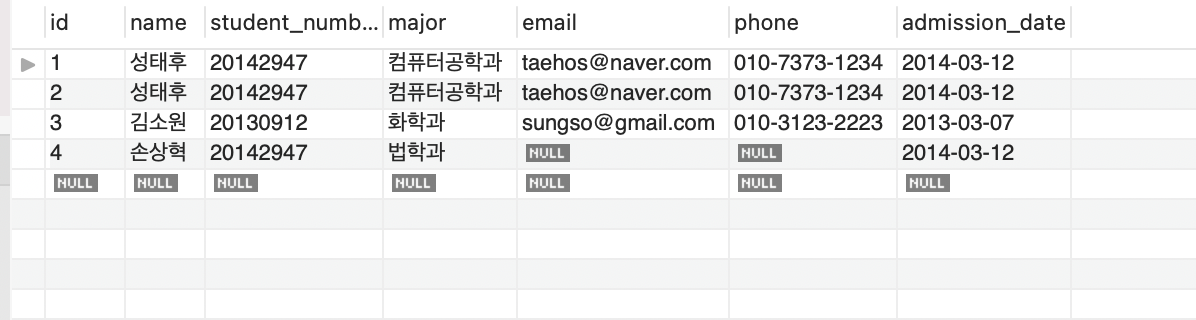 id name student_numb... major email phone admission_date
1 성태후 20142947 컴퓨터공학과 taehos@naver.com 010-7373-1234 2014-03-12
2 성태후 20142947 컴퓨터공학과 taehos@naver.com 010-7373-1234 2014-03-12
3 김소원 20130912 화학과 sungso@gmail.com 010-3123-2223 2013-03-07
4 손상혁 20142947 법학과 NULL NULL 2014-03-12
NULL NULL NULL NULL NULL NULL NULL